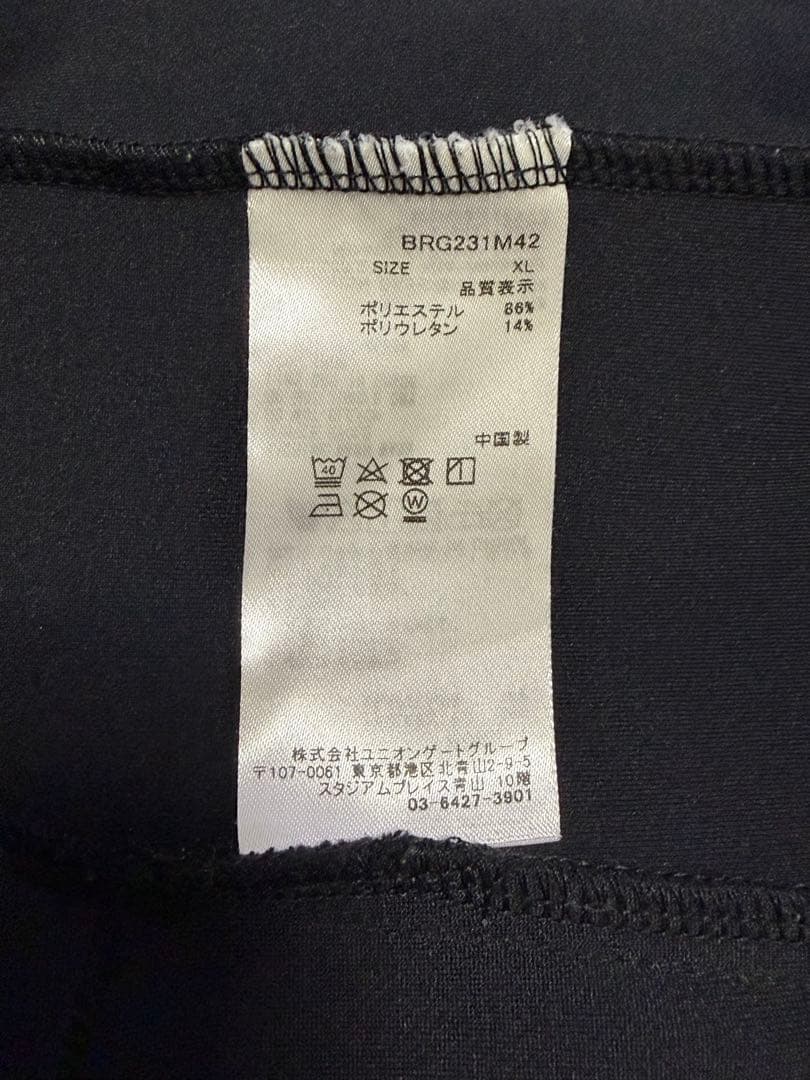 BRG231M42
SIZE XL
品質表示
ポリエステル 86%
ポリウレタン 14%
中国製
40
W
株式会社ユニオンゲートグループ
〒107-0061 東京都港区北青山2-9-5
スタジアムプレイス青山 10階
03-6427-3901